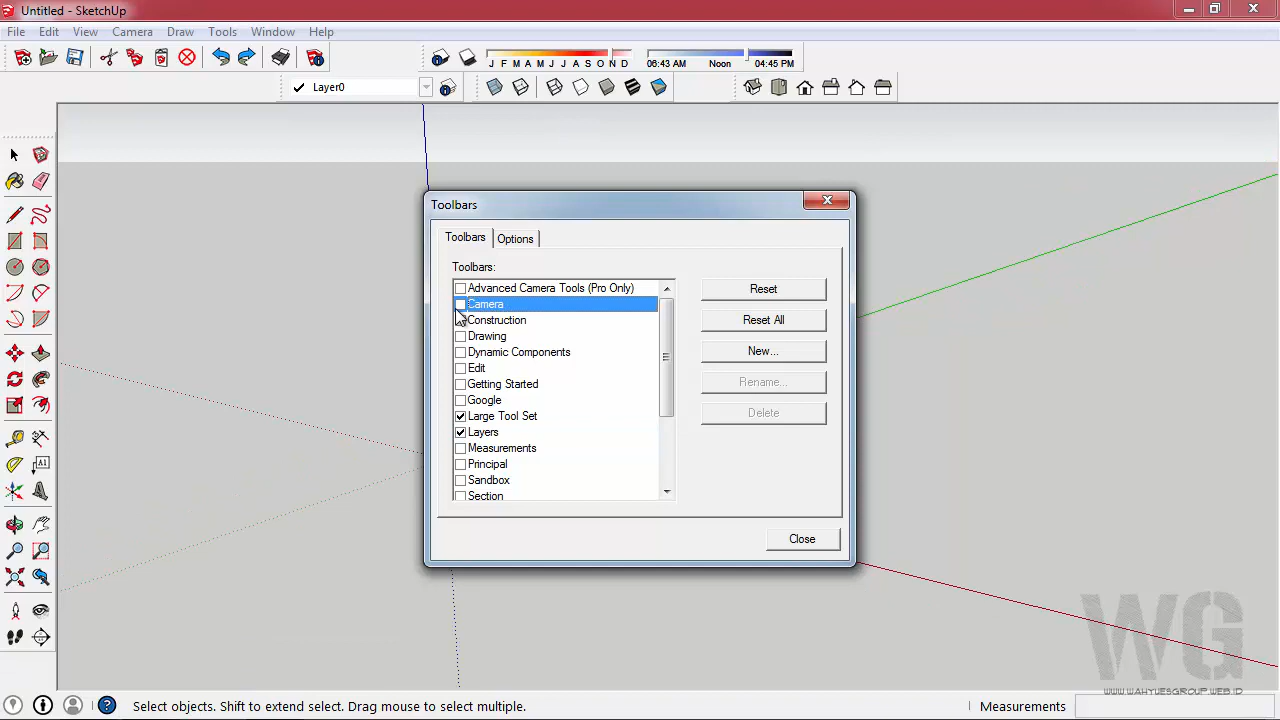 Untitled - SketchUp
File Edit View Camera Draw Tools Window Help
J F M A M J J A S O N D 06:43 AM Noon 04:45 PM
Layer0
Toolbars
Toolbars Options
Toolbars:
Advanced Camera Tools (Pro Only)
Camera
Construction
Drawing
Dynamic Components
Edit
Getting Started
Google
Large Tool Set
Layers
Measurements
Principal
Sandbox
Section
Reset
Reset All
New...
Rename...
Delete
Close
A1
WG
WWW.WAHYUESGROUP.WEB.ID
Select objects. Shift to extend select. Drag mouse to select multiple.
Measurements